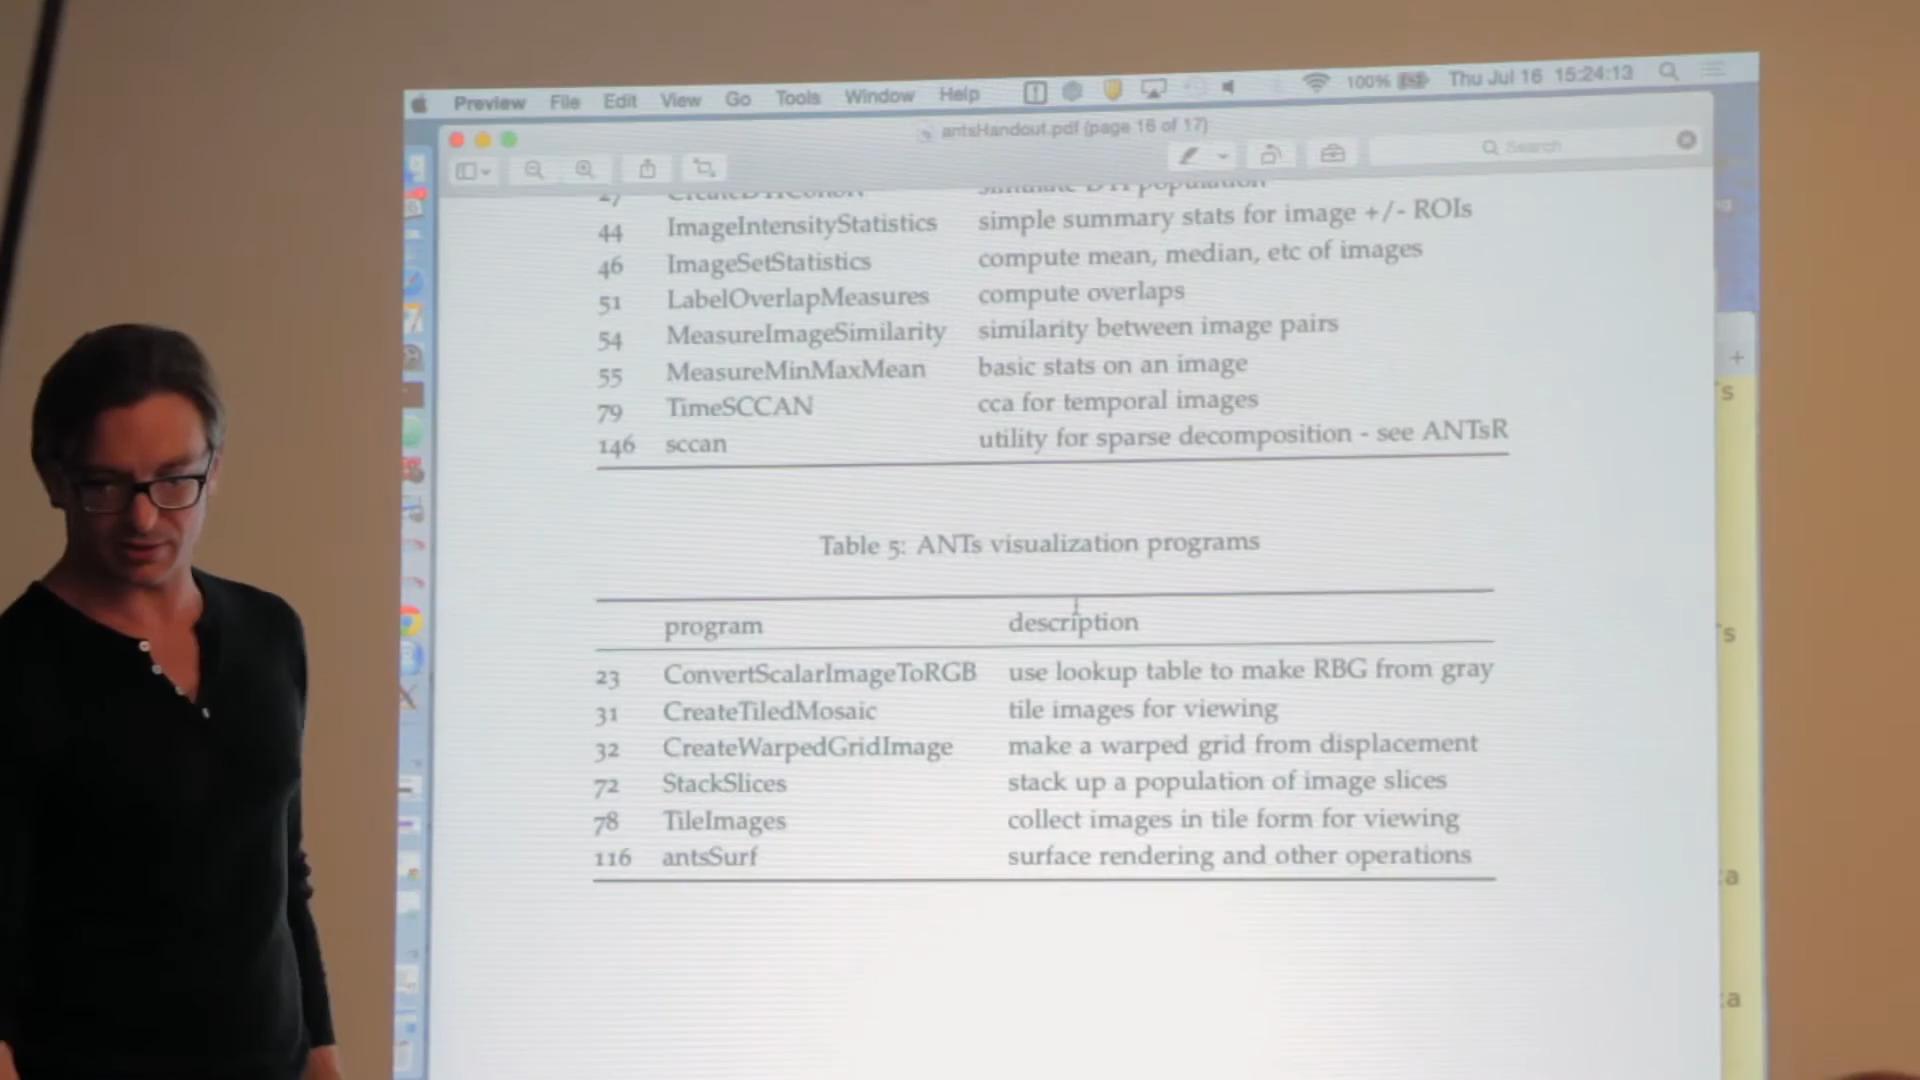 Preview File Edit View Go Tools Window Help 100% Thu Jul 16 15:24:13
antsHandout.pdf (page 16 of 17)
Search
27 CreateDTICohort simulate DTI population
44 ImageIntensityStatistics simple summary stats for image +/- ROIs
46 ImageSetStatistics compute mean, median, etc of images
51 LabelOverlapMeasures compute overlaps
54 MeasureImageSimilarity similarity between image pairs
55 MeasureMinMaxMean basic stats on an image
79 TimeSCCAN cca for temporal images
146 sccan utility for sparse decomposition - see ANTsR
Table 5: ANTs visualization programs
program description
23 ConvertScalarImageToRGB use lookup table to make RBG from gray
31 CreateTiledMosaic tile images for viewing
32 CreateWarpedGridImage make a warped grid from displacement
72 StackSlices stack up a population of image slices
78 TileImages collect images in tile form for viewing
116 antsSurf surface rendering and other operations